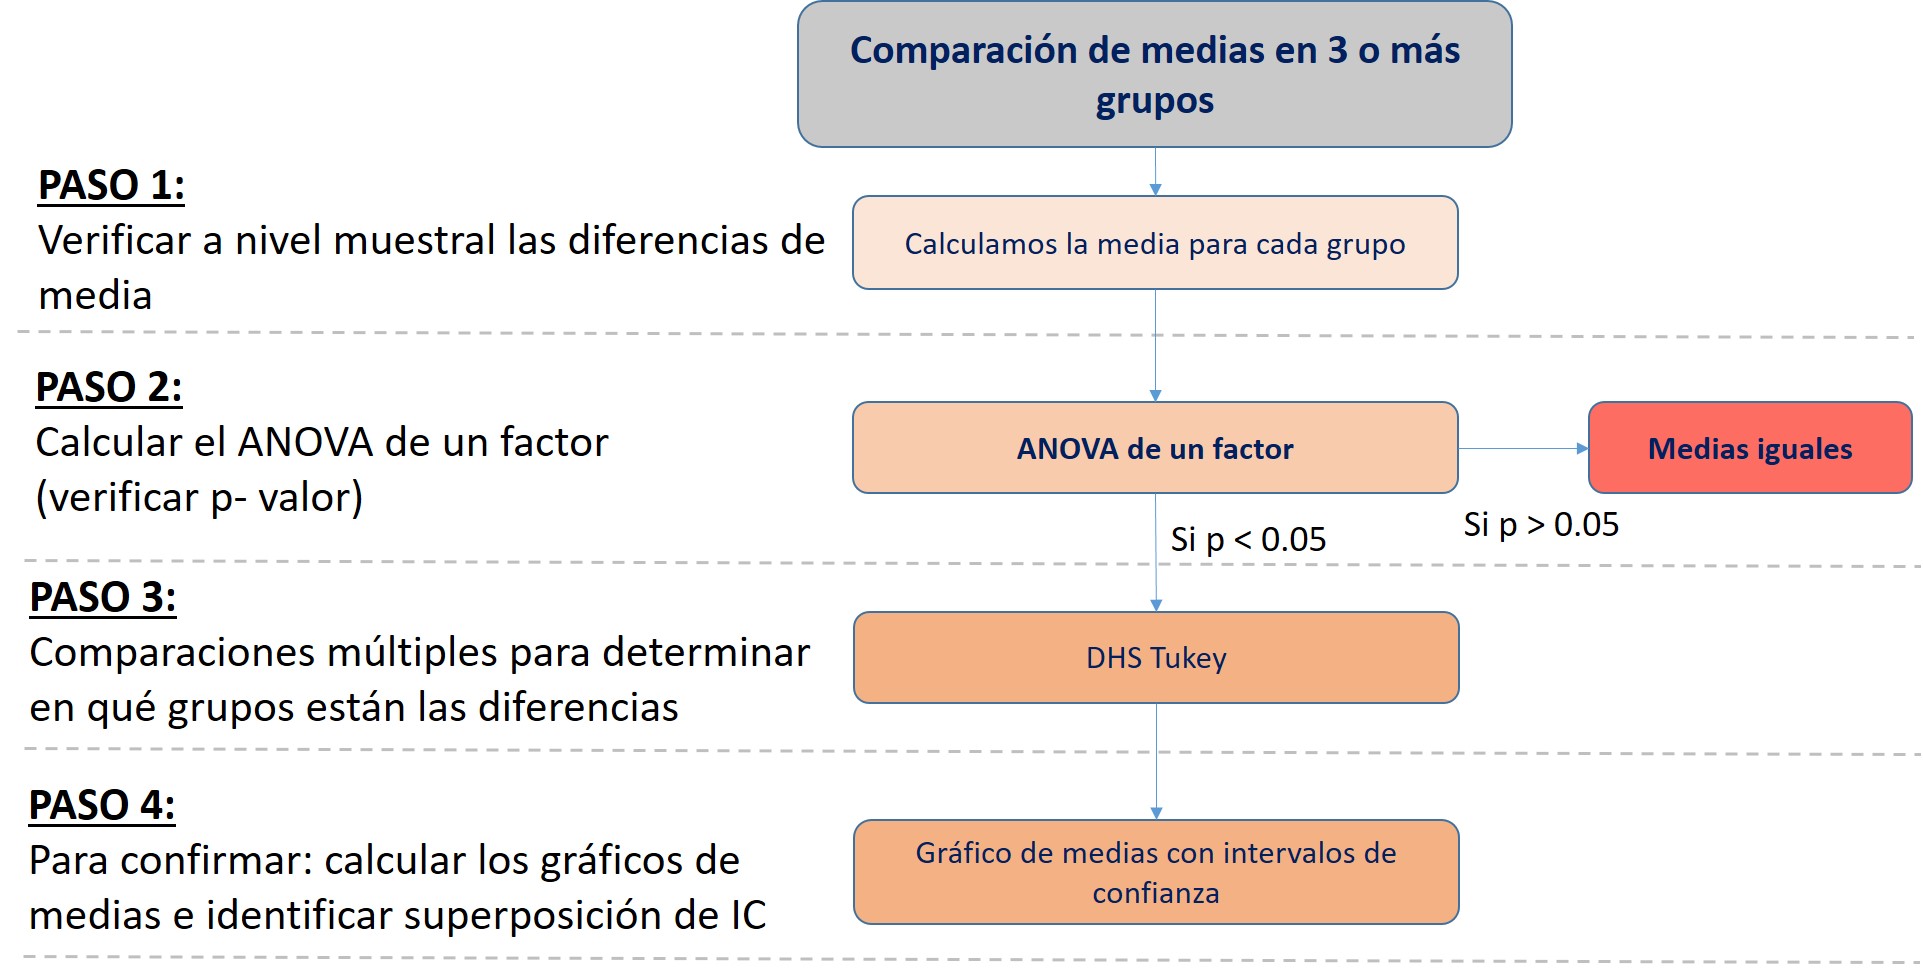 Comparación de medias en 3 o más
grupos
PASO 1:
Verificar a nivel muestral las diferencias de
media
Calculamos la media para cada grupo
PASO 2:
Calcular el ANOVA de un factor
(verificar p- valor)
ANOVA de un factor
Medias iguales
Si p < 0.05
Si p > 0.05
PASO 3:
Comparaciones múltiples para determinar
en qué grupos están las diferencias
DHS Tukey
PASO 4:
Para confirmar: calcular los gráficos de
medias e identificar superposición de IC
Gráfico de medias con intervalos de
confianza